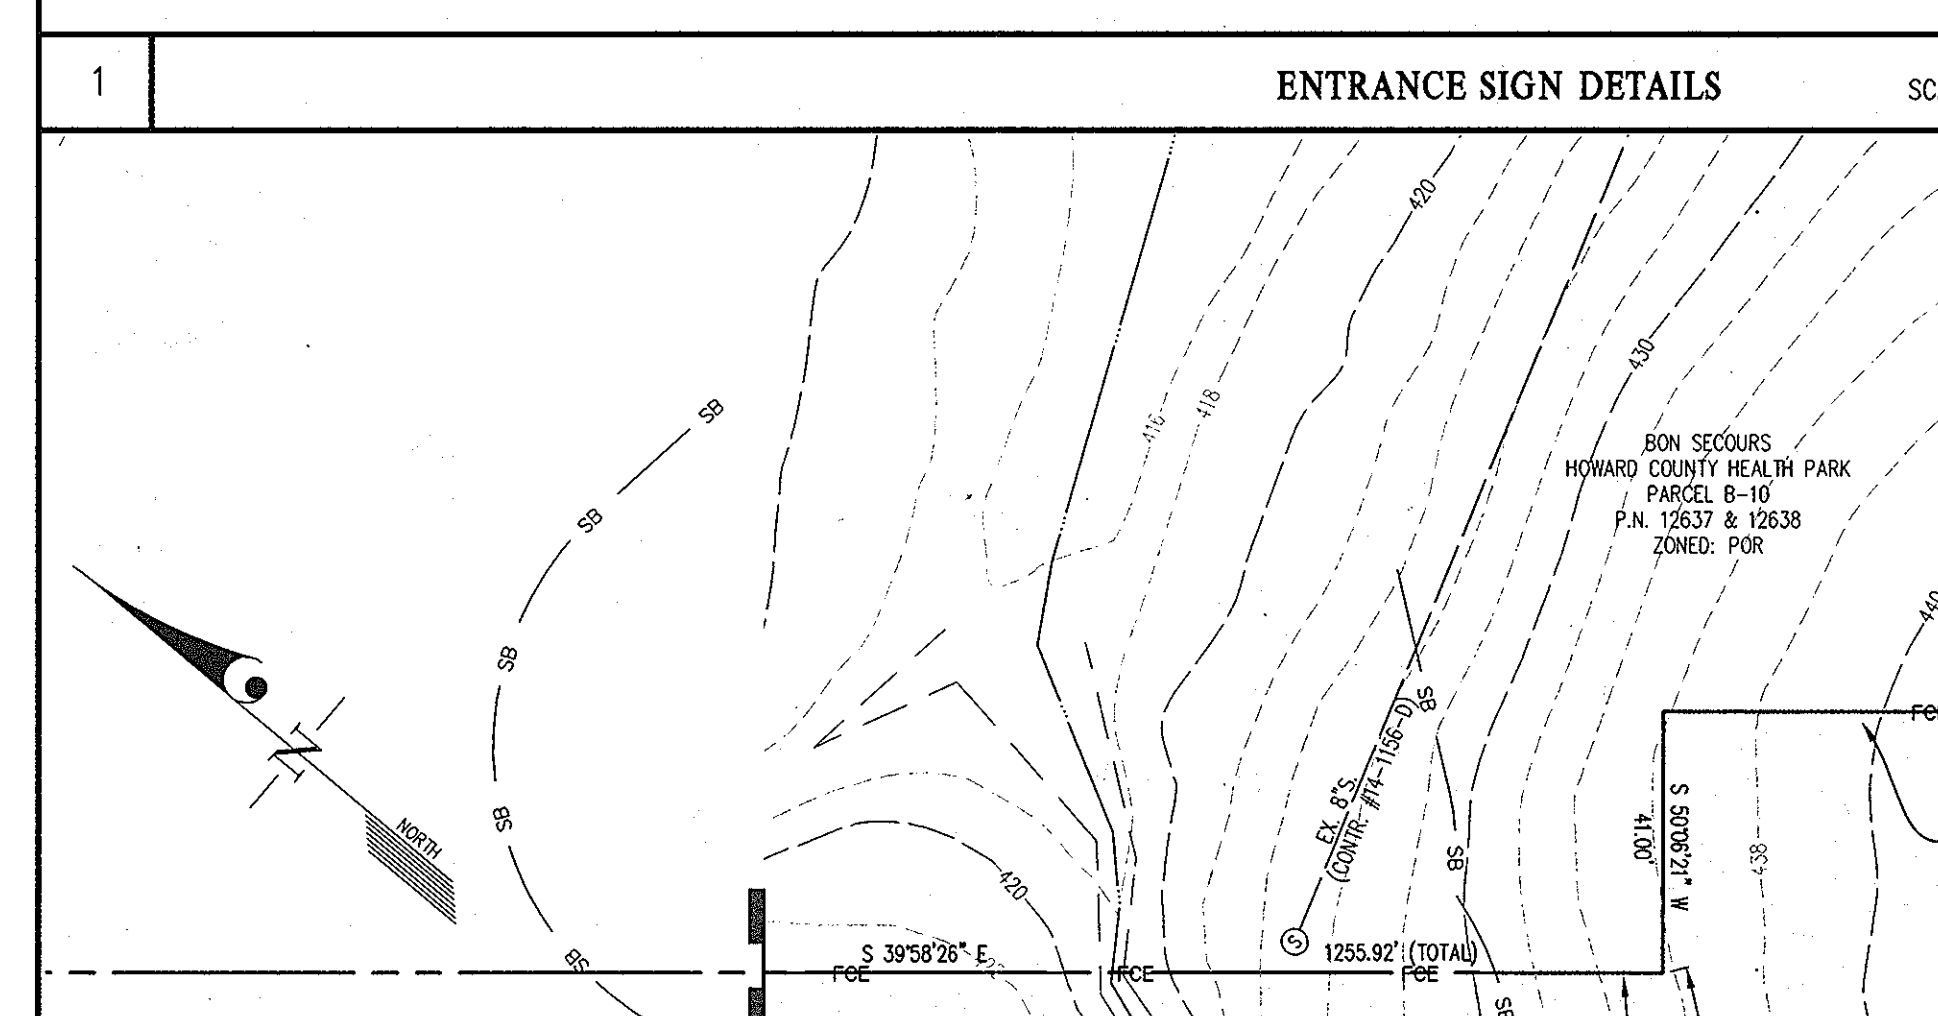 1
ENTRANCE SIGN DETAILS
420
430
416
418
SB
BON SECOURS
HOWARD COUNTY HEALTH PARK
PARCEL B-10
P.N. 12637 & 12638
ZONED: POR
SB
440
SB
SB
FCE
N
NORTH
SB
EX. 8"S.
(CONTR. #14-1156-D)
SB
S 50°06'21" W
41.00'
438
420
S 39°58'26" E
1255.92' (TOTAL)
S
SB
FCE
FCE
FCE
SB